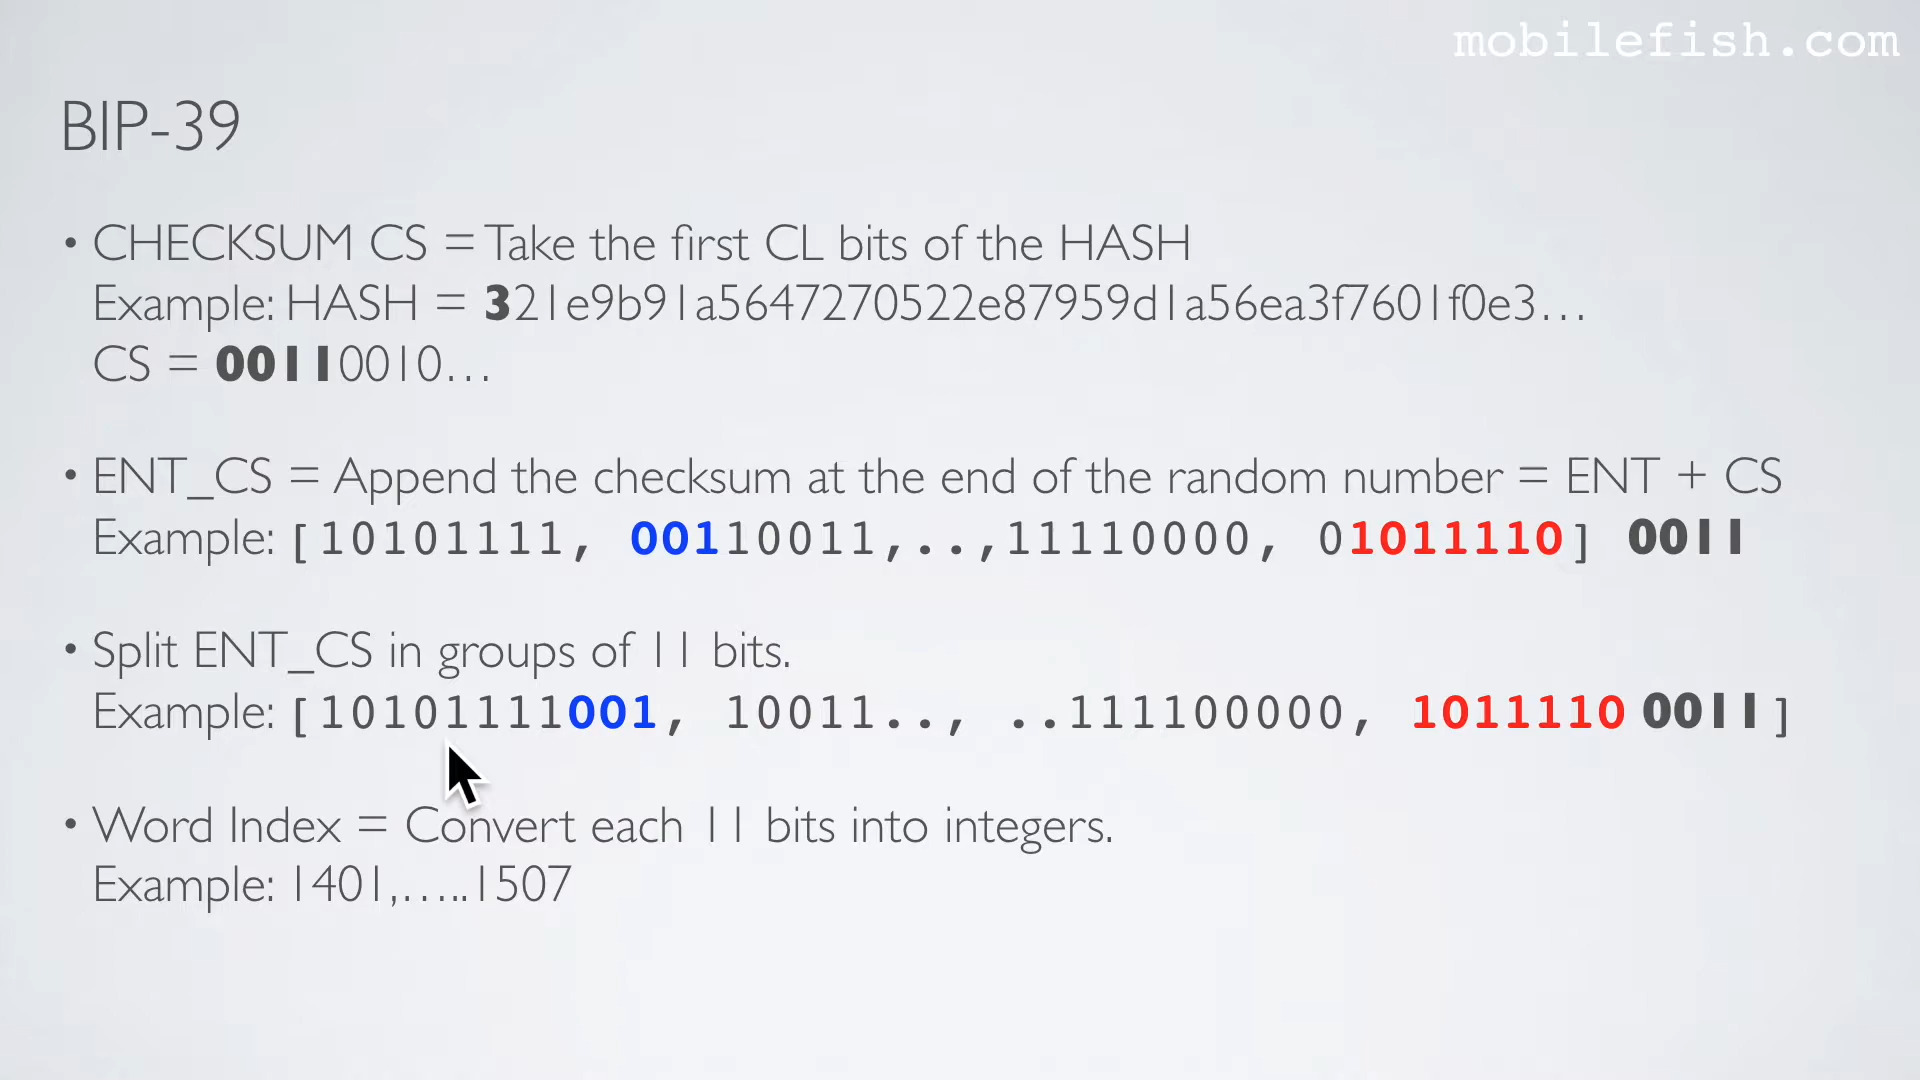 mobilefish.com
BIP-39
• CHECKSUM CS = Take the first CL bits of the HASH
Example: HASH = 321e9b91a5647270522e87959d1a56ea3f7601f0e3…
CS = 00110010…
• ENT_CS = Append the checksum at the end of the random number = ENT + CS
Example: [10101111, 00110011,..,11110000, 01011110] 0011
• Split ENT_CS in groups of 11 bits.
Example: [10101111001, 10011.., ..111100000, 1011110 0011]
• Word Index = Convert each 11 bits into integers.
Example: 1401,…..1507